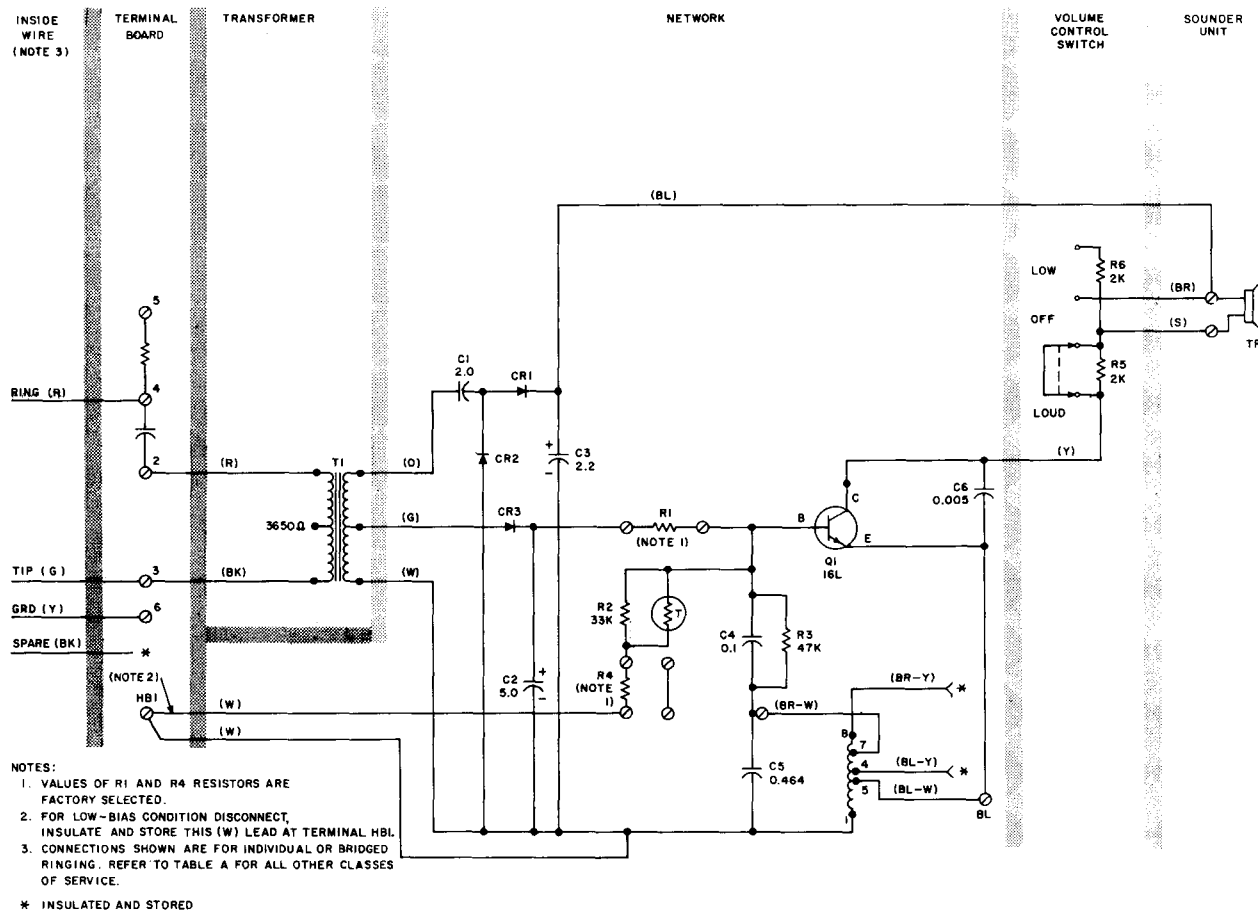 INSIDE
WIRE
(NOTE 3)
TERMINAL
BOARD
TRANSFORMER
NETWORK
VOLUME
CONTROL
SWITCH
SOUNDER
UNIT
(BL)
LOW
R6
2K
(BR)
OFF
(S)
R5
2K
LOUD
(Y)
5
4
RING (R)
2
(R)
T1
(O)
C1
2.0
CR1
CR2
+
C3
2.2
-
3650Ω
(G)
CR3
R1
(NOTE 1)
B
C
E
Q1
16L
C6
0.005
TIP (G)
3
(BK)
(W)
GRD (Y)
6
SPARE (BK)
*
(NOTE 2)
HB1
(W)
(W)
R2
33K
T
R4
(NOTE
1)
C2
5.0
+
-
C4
0.1
R3
47K
(BR-W)
C5
0.464
(BR-Y)
*
8
7
4
5
1
(BL-Y)
*
(BL-W)
BL
NOTES:
1. VALUES OF R1 AND R4 RESISTORS ARE
FACTORY SELECTED.
2. FOR LOW-BIAS CONDITION DISCONNECT,
INSULATE AND STORE THIS (W) LEAD AT TERMINAL HB1.
3. CONNECTIONS SHOWN ARE FOR INDIVIDUAL OR BRIDGED
RINGING. REFER TO TABLE A FOR ALL OTHER CLASSES
OF SERVICE.
* INSULATED AND STORED